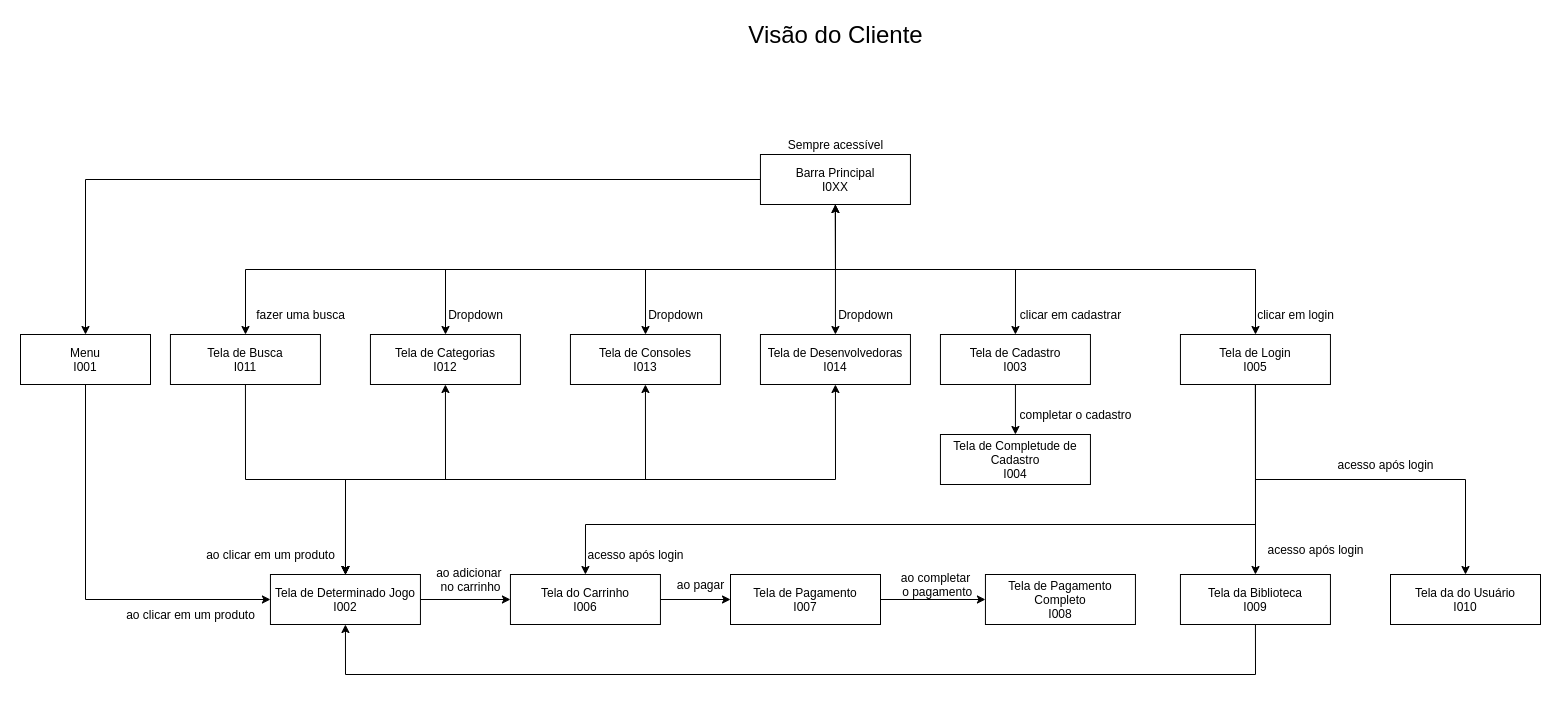 Visão do Cliente
Sempre acessível
Barra Principal
I0XX
fazer uma busca
Dropdown
Dropdown
Dropdown
clicar em cadastrar
clicar em login
Menu
I001
Tela de Busca
I011
Tela de Categorias
I012
Tela de Consoles
I013
Tela de Desenvolvedoras
I014
Tela de Cadastro
I003
Tela de Login
I005
completar o cadastro
Tela de Completude de
Cadastro
I004
acesso após login
ao clicar em um produto
acesso após login
acesso após login
ao clicar em um produto
Tela de Determinado Jogo
I002
ao adicionar
no carrinho
Tela do Carrinho
I006
ao pagar
Tela de Pagamento
I007
ao completar
o pagamento
Tela de Pagamento
Completo
I008
Tela da Biblioteca
I009
Tela da do Usuário
I010